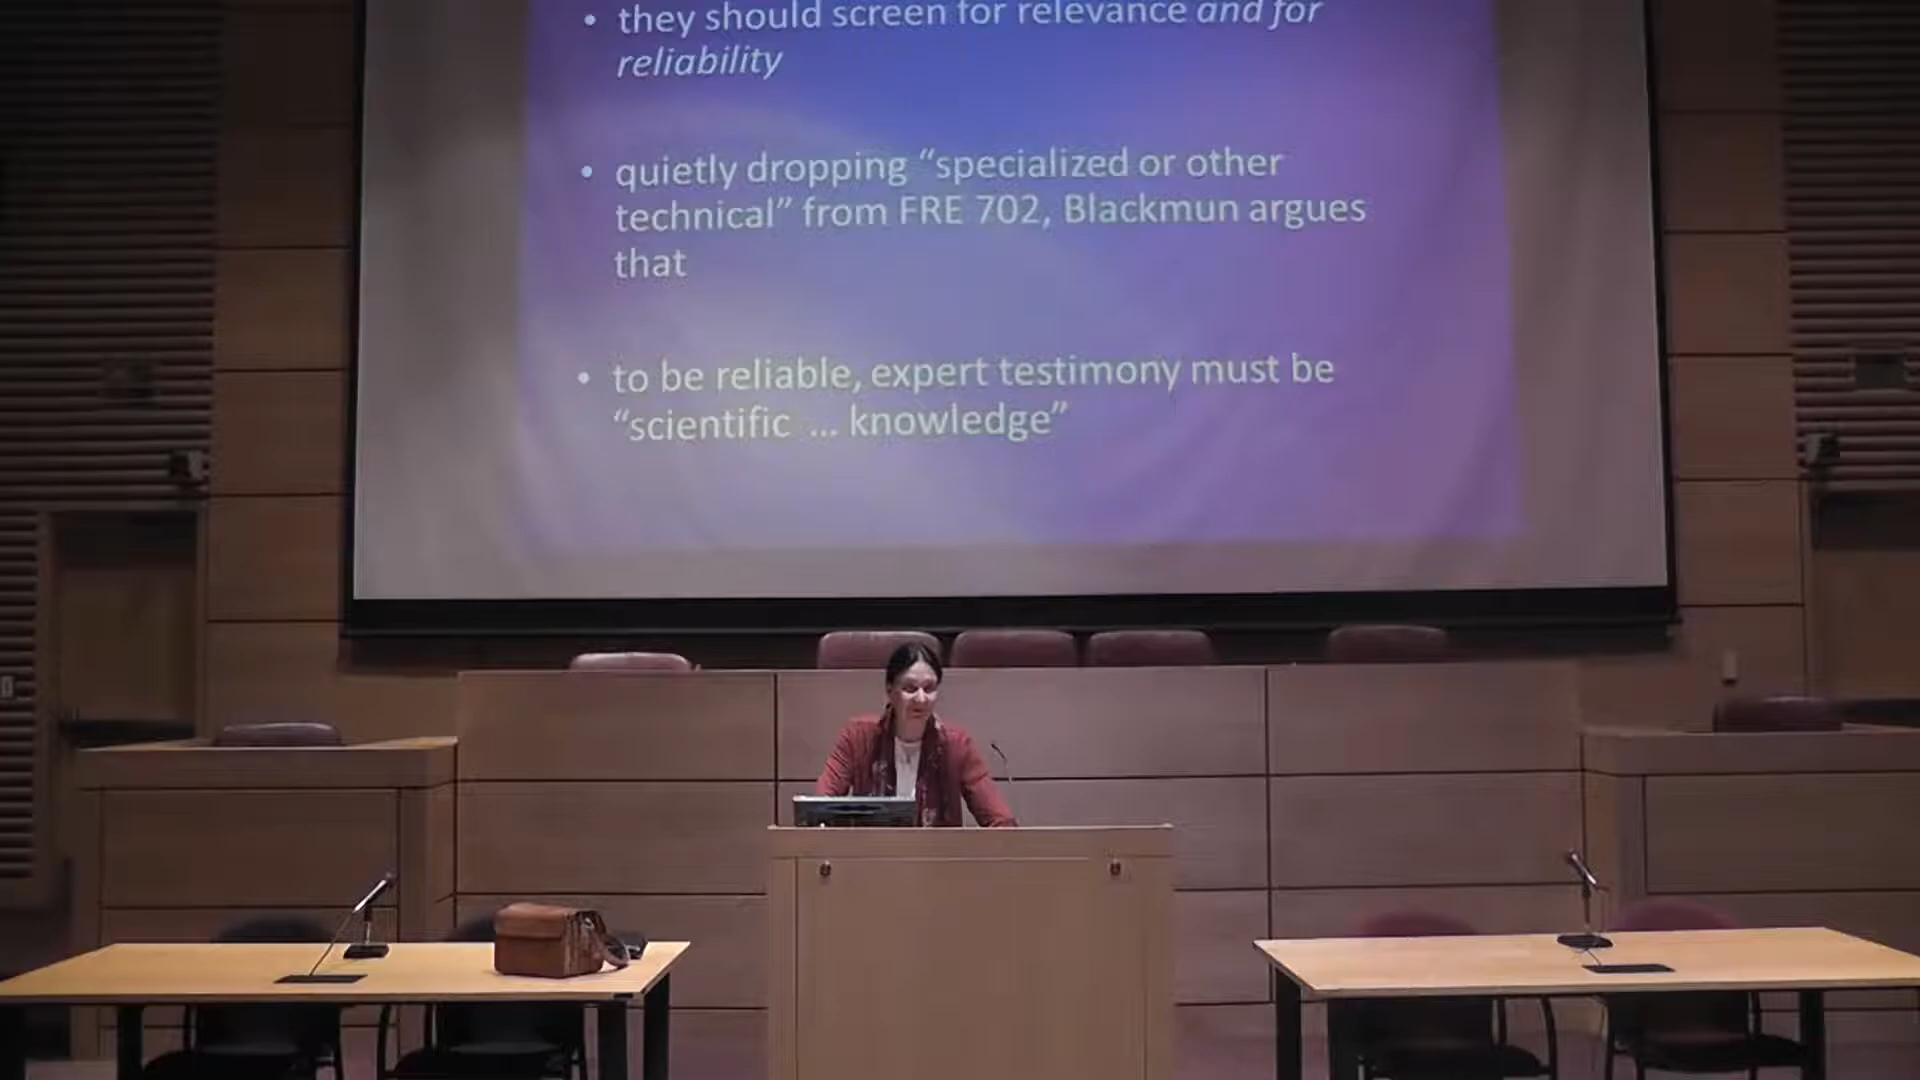 • they should screen for relevance and for
reliability
• quietly dropping “specialized or other
technical” from FRE 702, Blackmun argues
that
• to be reliable, expert testimony must be
“scientific ... knowledge”